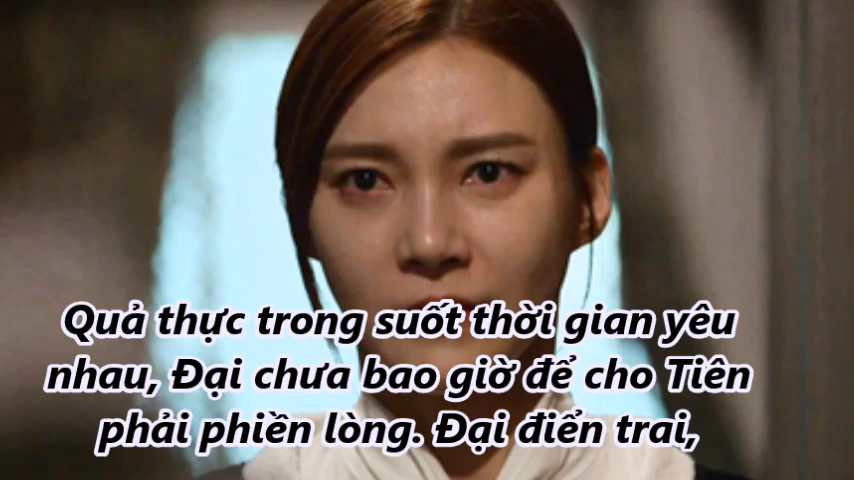 Quả thực trong suốt thời gian yêu
nhau, Đại chưa bao giờ để cho Tiên
phải phiền lòng. Đại điển trai,